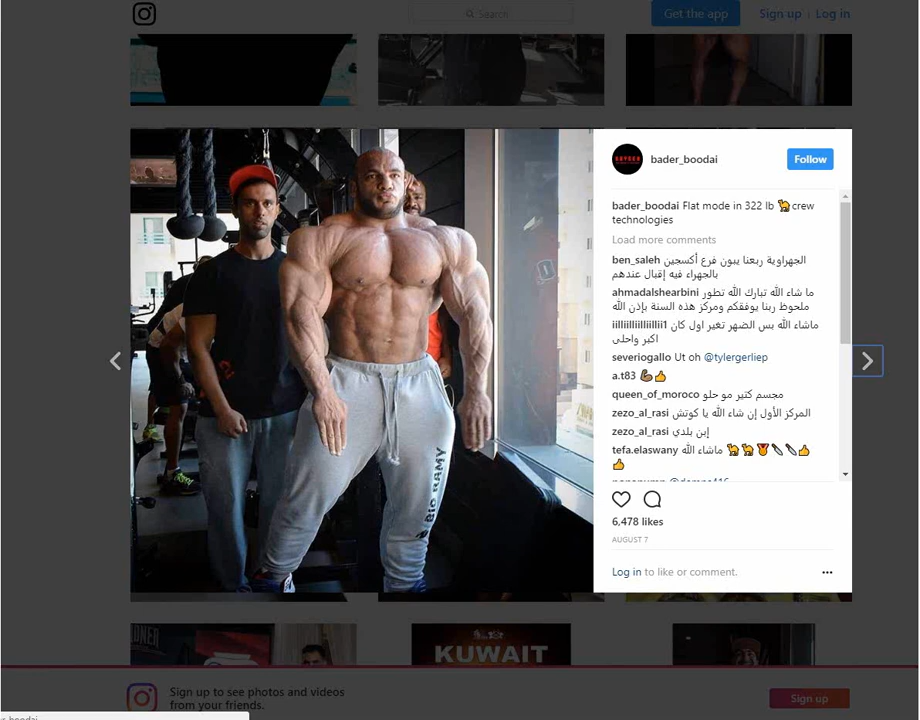 Search
Get the app
Sign up
Log in
bader_boodai
Follow
bader_boodai Flat mode in 322 lb 🐪crew
technologies
Load more comments
ben_saleh الجهراوية ربعنا يبون فرع أكسجين
بالجهراء فيه إقبال عندهم
ahmadalshearbini ما شاء الله تبارك الله تطور
ملحوظ ربنا يوفقكم ومركز هذه السنة بإذن الله
ماشاء الله بس الضهر تغير اول كان
اكبر واحلى
severiogallo Ut oh @tylergerliep
a.t83 💪🏾👍
queen_of_moroco مجسم كثير مو حلو
zezo_al_rasi المركز الأول إن شاء الله يا كوتش
zezo_al_rasi إبن بلدي
tefa.elaswany ماشاء الله 🐪🐪🏅🔪🔪👍
👍
BIG RAMY
6,478 likes
AUGUST 7
Log in to like or comment.
KUWAIT
Sign up to see photos and videos
from your friends.
Sign up